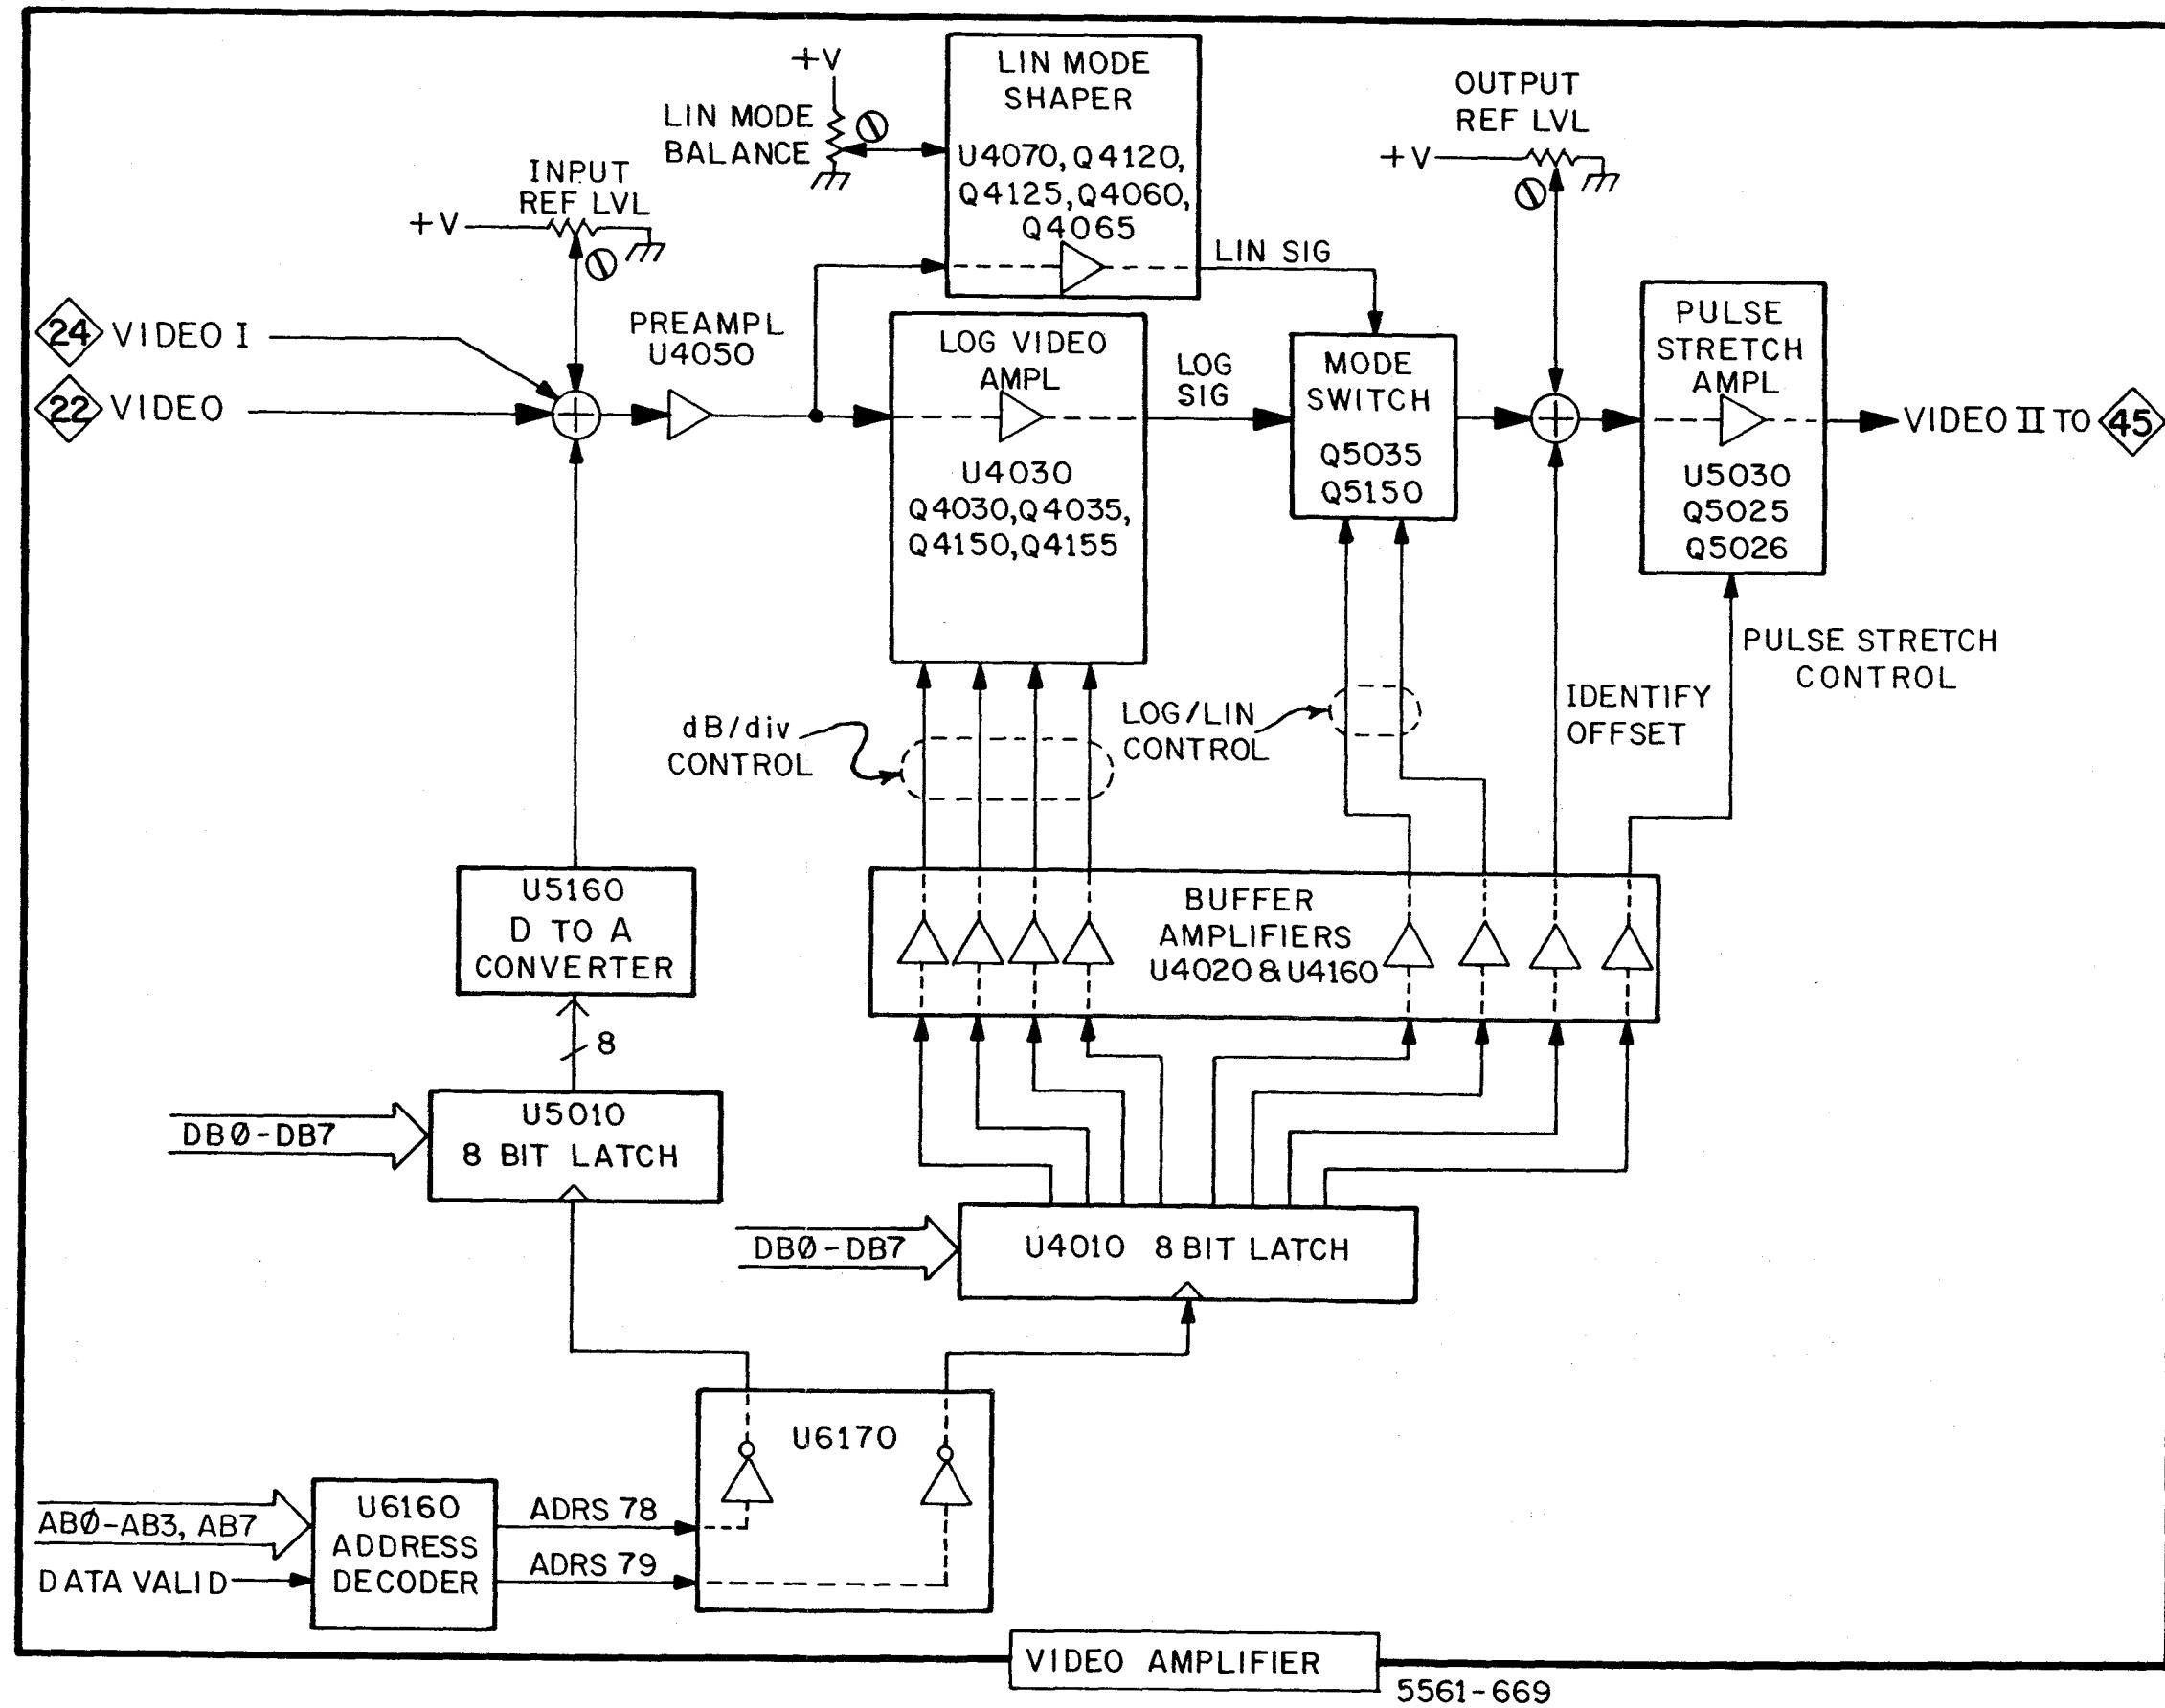 +V
LIN MODE
BALANCE
LIN MODE
SHAPER
U4070, Q4120,
Q4125, Q4060,
Q4065
OUTPUT
REF LVL
+V
INPUT
REF LVL
+V
LIN SIG
24 VIDEO I
22 VIDEO
PREAMPL
U4050
LOG VIDEO
AMPL
U4030
Q4030, Q4035,
Q4150, Q4155
LOG
SIG
MODE
SWITCH
Q5035
Q5150
PULSE
STRETCH
AMPL
U5030
Q5025
Q5026
VIDEO II TO 45
dB/div
CONTROL
LOG/LIN
CONTROL
IDENTIFY
OFFSET
PULSE STRETCH
CONTROL
U5160
D TO A
CONVERTER
BUFFER
AMPLIFIERS
U4020 & U4160
8
DBØ-DB7
U5010
8 BIT LATCH
DBØ-DB7
U4010 8 BIT LATCH
U6170
ABØ-AB3, AB7
DATA VALID
U6160
ADDRESS
DECODER
ADRS 78
ADRS 79
VIDEO AMPLIFIER
5561-669